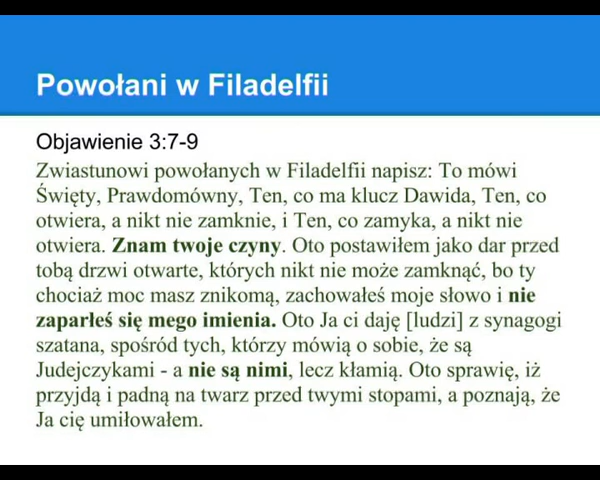 Powołani w Filadelfii
Objawienie 3:7-9
Zwiastunowi powołanych w Filadelfii napisz: To mówi
Święty, Prawdomówny, Ten, co ma klucz Dawida, Ten, co
otwiera, a nikt nie zamknie, i Ten, co zamyka, a nikt nie
otwiera. Znam twoje czyny. Oto postawiłem jako dar przed
tobą drzwi otwarte, których nikt nie może zamknąć, bo ty
chociaż moc masz znikomą, zachowałeś moje słowo i nie
zaparłeś się mego imienia. Oto Ja ci daję [ludzi] z synagogi
szatana, spośród tych, którzy mówią o sobie, że są
Judejczykami - a nie są nimi, lecz kłamią. Oto sprawię, iż
przyjdą i padną na twarz przed twymi stopami, a poznają, że
Ja cię umiłowałem.